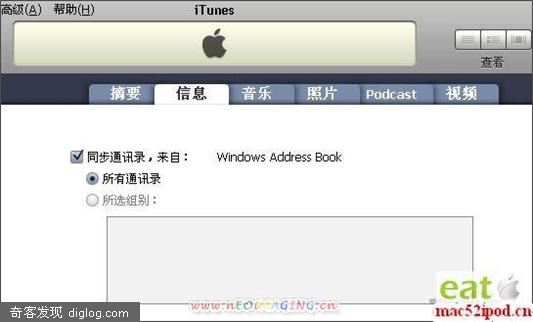 高级(A) 帮助(H) iTunes
查看
摘要 信息 音乐 照片 Podcast 视频
同步通讯录，来自： Windows Address Book
所有通讯录
所选组别：
eat
www.neoimaging.cn
奇客发现 diglog.com
mac52ipod.cn